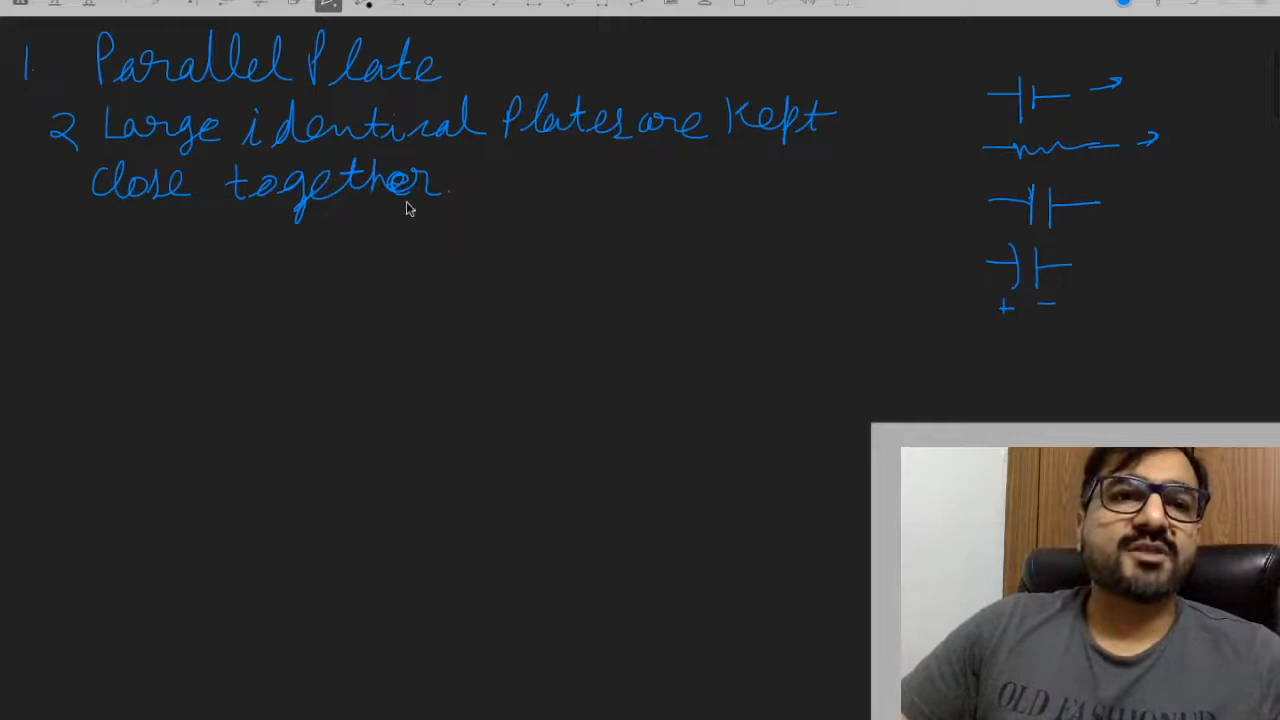 1. Parallel Plate
2 Large identical Plates are Kept
close together.
+ −
OLD FASHIONED